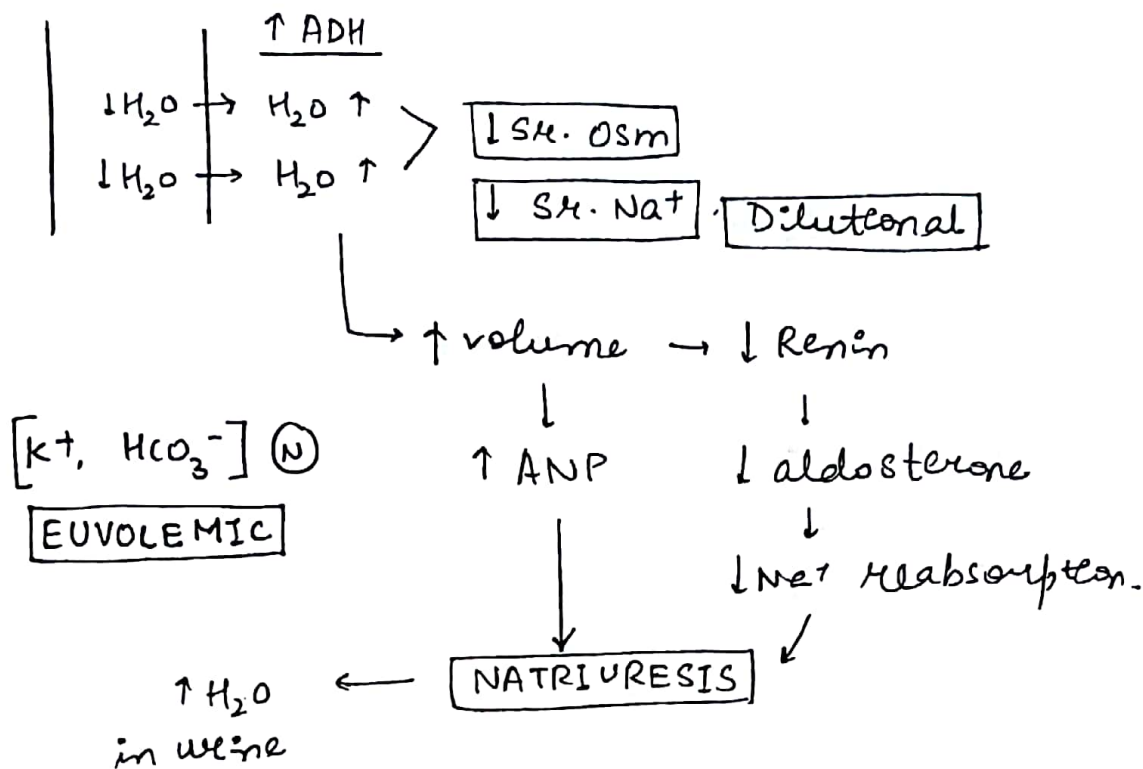 ↑ ADH
↓H₂O → H₂O ↑
↓H₂O → H₂O ↑
↓ Sr. Osm
↓ Sr. Na⁺ . Dilutional
↑ volume → ↓ Renin
↓ ↓
[K⁺, HCO₃⁻] (N) ↑ ANP ↓ aldosterone
EUVOLEMIC
↓
↓ Na⁺ reabsorption.
NATRIURESIS
↑ H₂O ←
in urine